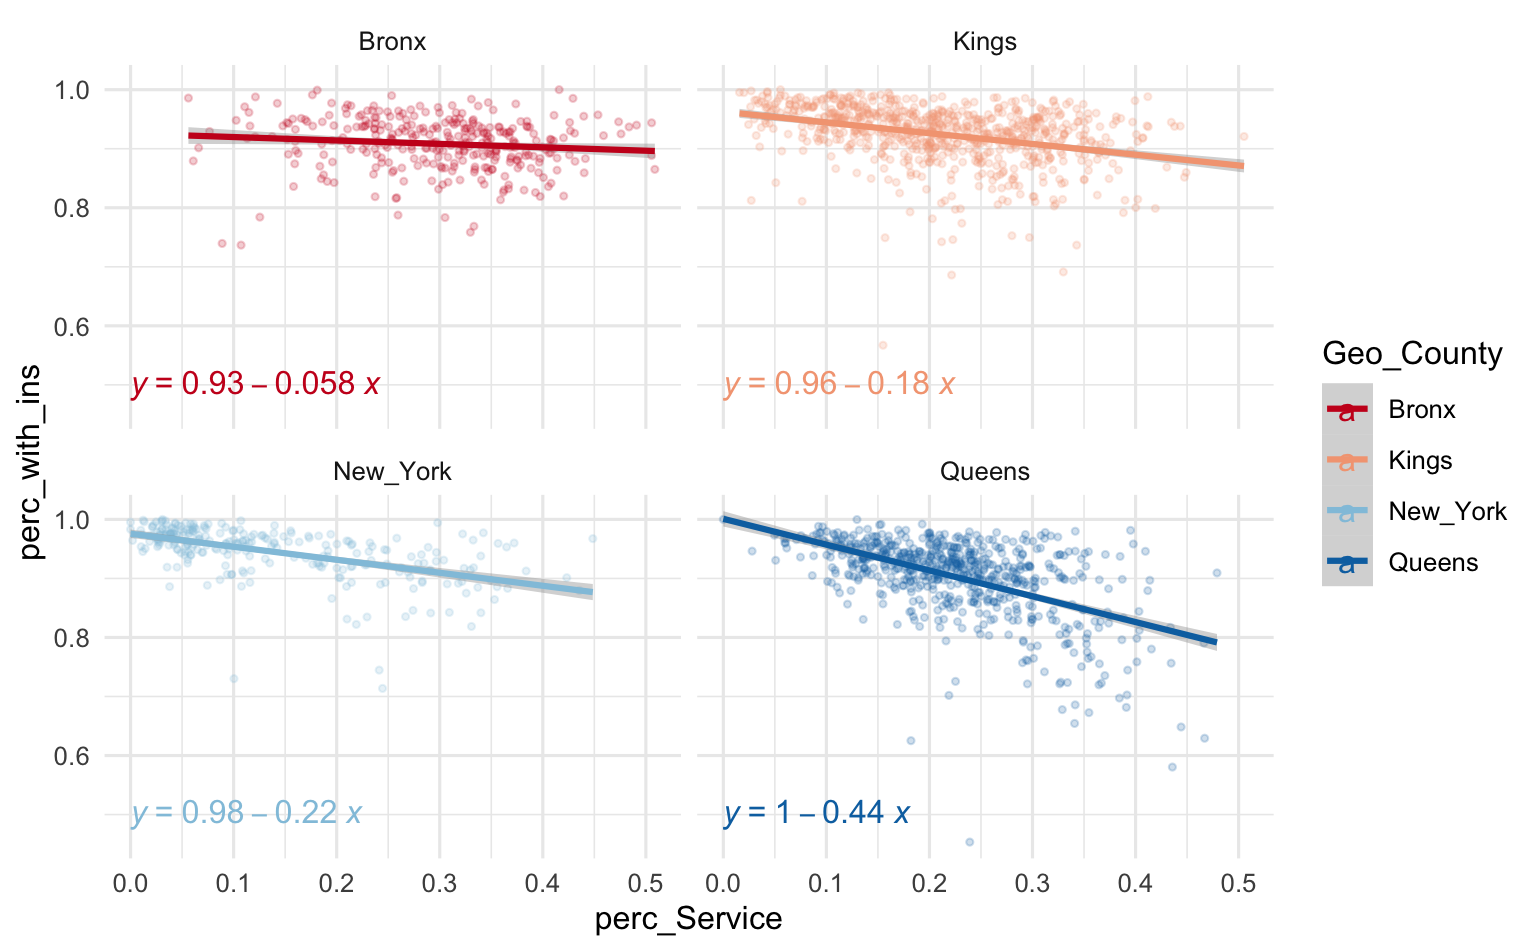 Bronx
Kings
1.0
0.8
0.6
y = 0.93 – 0.058 x
y = 0.96 – 0.18 x
perc_with_ins
New_York
Queens
1.0
0.8
0.6
y = 0.98 – 0.22 x
y = 1 – 0.44 x
0.0 0.1 0.2 0.3 0.4 0.5
0.0 0.1 0.2 0.3 0.4 0.5
perc_Service
Geo_County
a Bronx
a Kings
a New_York
a Queens